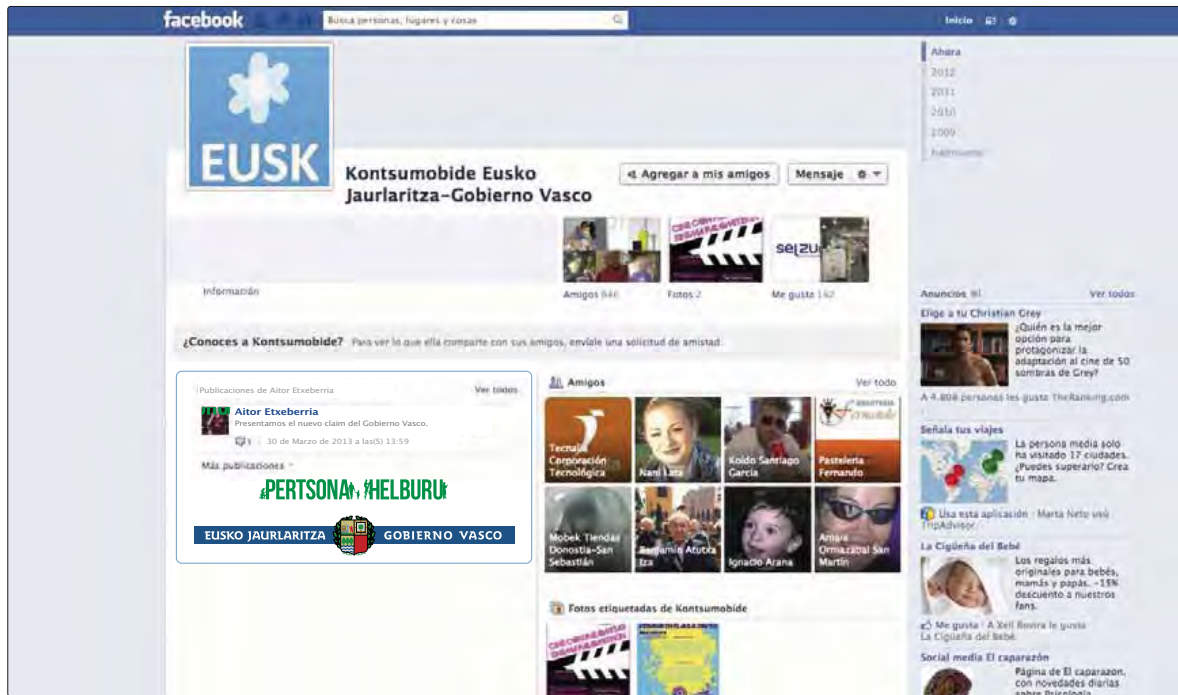 facebook
Busca personas, lugares y cosas
Inicio
EUSK
Kontsumobide Eusko
Jaurlaritza-Gobierno Vasco
Agregar a mis amigos
Mensaje
Información
Amigos 846
Fotos 2
Me gusta 162
¿Conoces a Kontsumobide? Para ver lo que ella comparte con sus amigos, envíale una solicitud de amistad.
Publicaciones de Aitor Etxeberria
Ver todos
Aitor Etxeberria
Presentamos el nuevo claim del Gobierno Vasco.
1
30 de Marzo de 2013 a las(S) 13:59
Más publicaciones
PERTSONA, HELBURU
EUSKO JAURLARITZA
GOBIERNO VASCO
Amigos
Ver todo
Tecnalia
Corporación
Tecnológica
Nani Lata
Koldo Santiago
Garcia
Pasteleria
Fernando
Mobek Tiendas
Donostia-San
Sebastián
Benjamin Atutxa
Iza
Ignacio Arana
Amaia
Ormazabal San
Martin
Fotos etiquetadas de Kontsumobide
Ahora
2012
2011
2010
2009
Nacimiento
Anuncios
Ver todos
Elige a tu Christian Grey
¿Quién es la mejor
opción para
protagonizar la
adaptación al cine de 50
sombras de Grey?
A 4.808 personas les gusta TheRanking.com
Señala tus viajes
La persona media solo
ha visitado 17 ciudades.
¿Puedes superarlo? Crea
tu mapa.
Usa esta aplicación · Marta Neto usó
TripAdvisor.
La Cigüeña del Bebé
Los regalos más
originales para bebés,
mamás y papás. -15%
descuento a nuestros
fans.
Me gusta · A Xell Rovira le gusta
La Cigüeña del Bebé.
Social media El caparazón
Página de El caparazon,
con novedades diarias
sobre Psicología